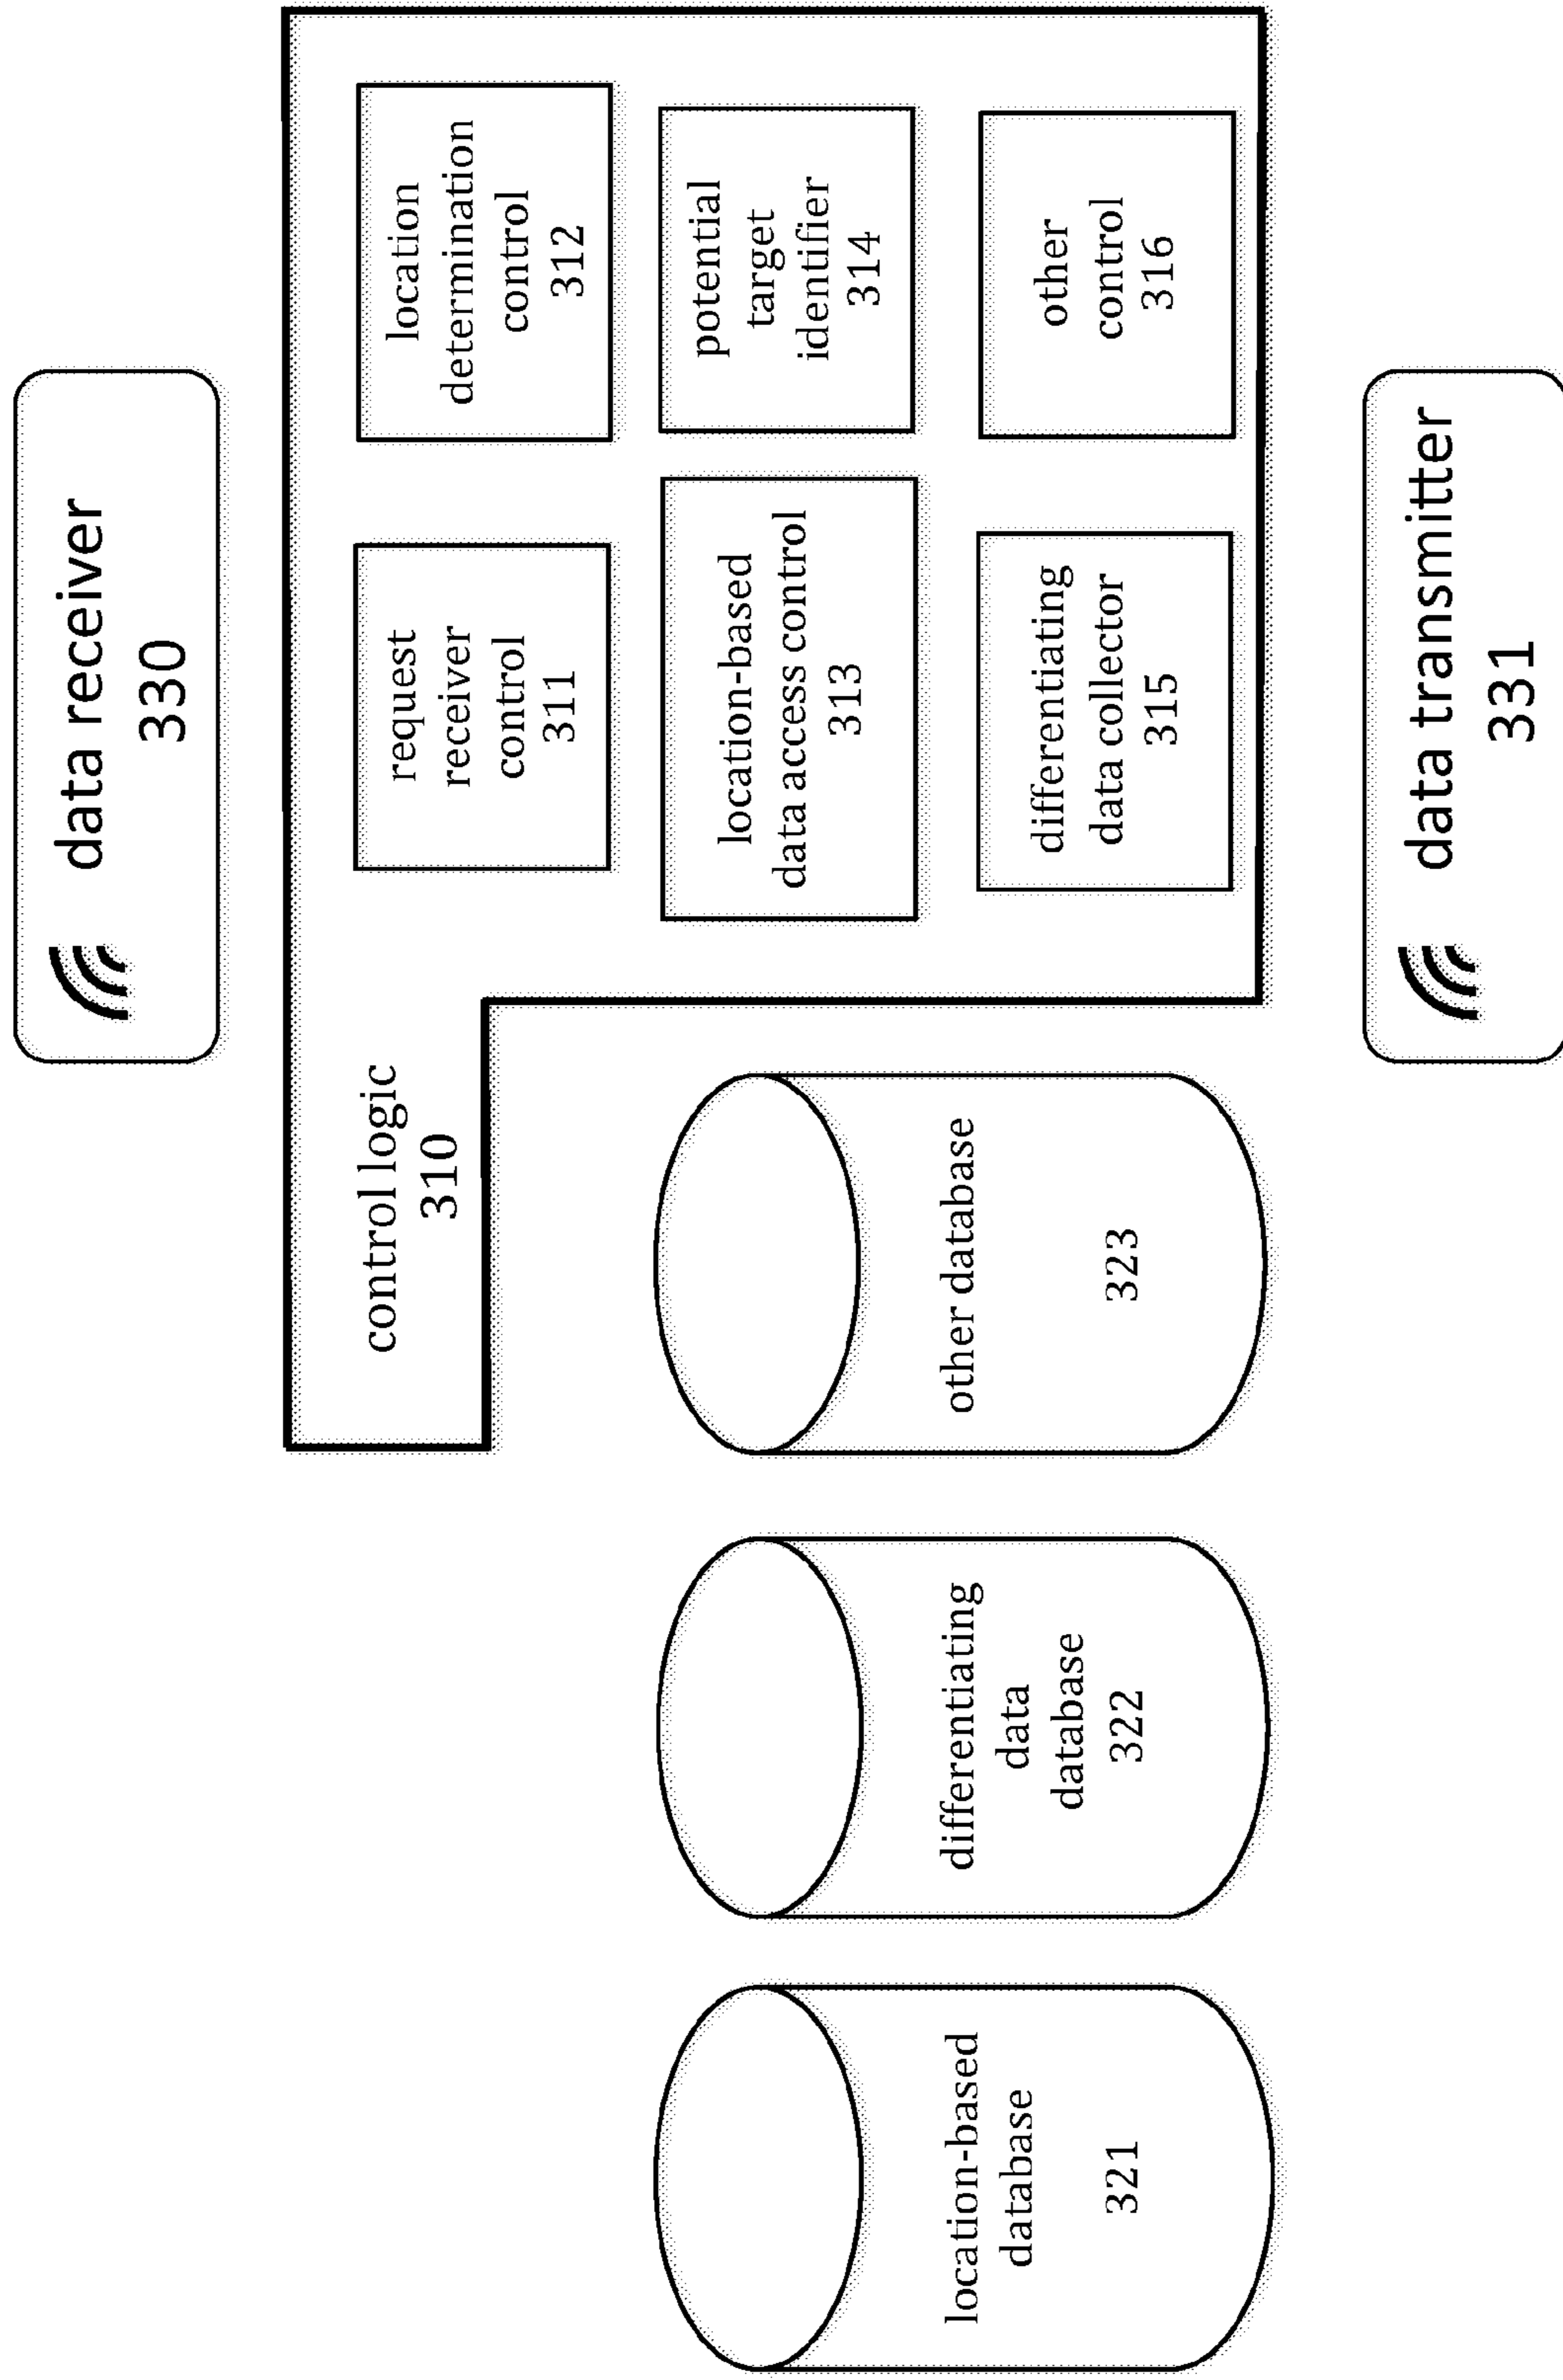 data receiver
330
control logic
310
request
receiver
control
311
location
determination
control
312
location-based
data access control
313
potential
target
identifier
314
differentiating
data collector
315
other
control
316
location-based
database
321
differentiating
data
database
322
other database
323
data transmitter
331